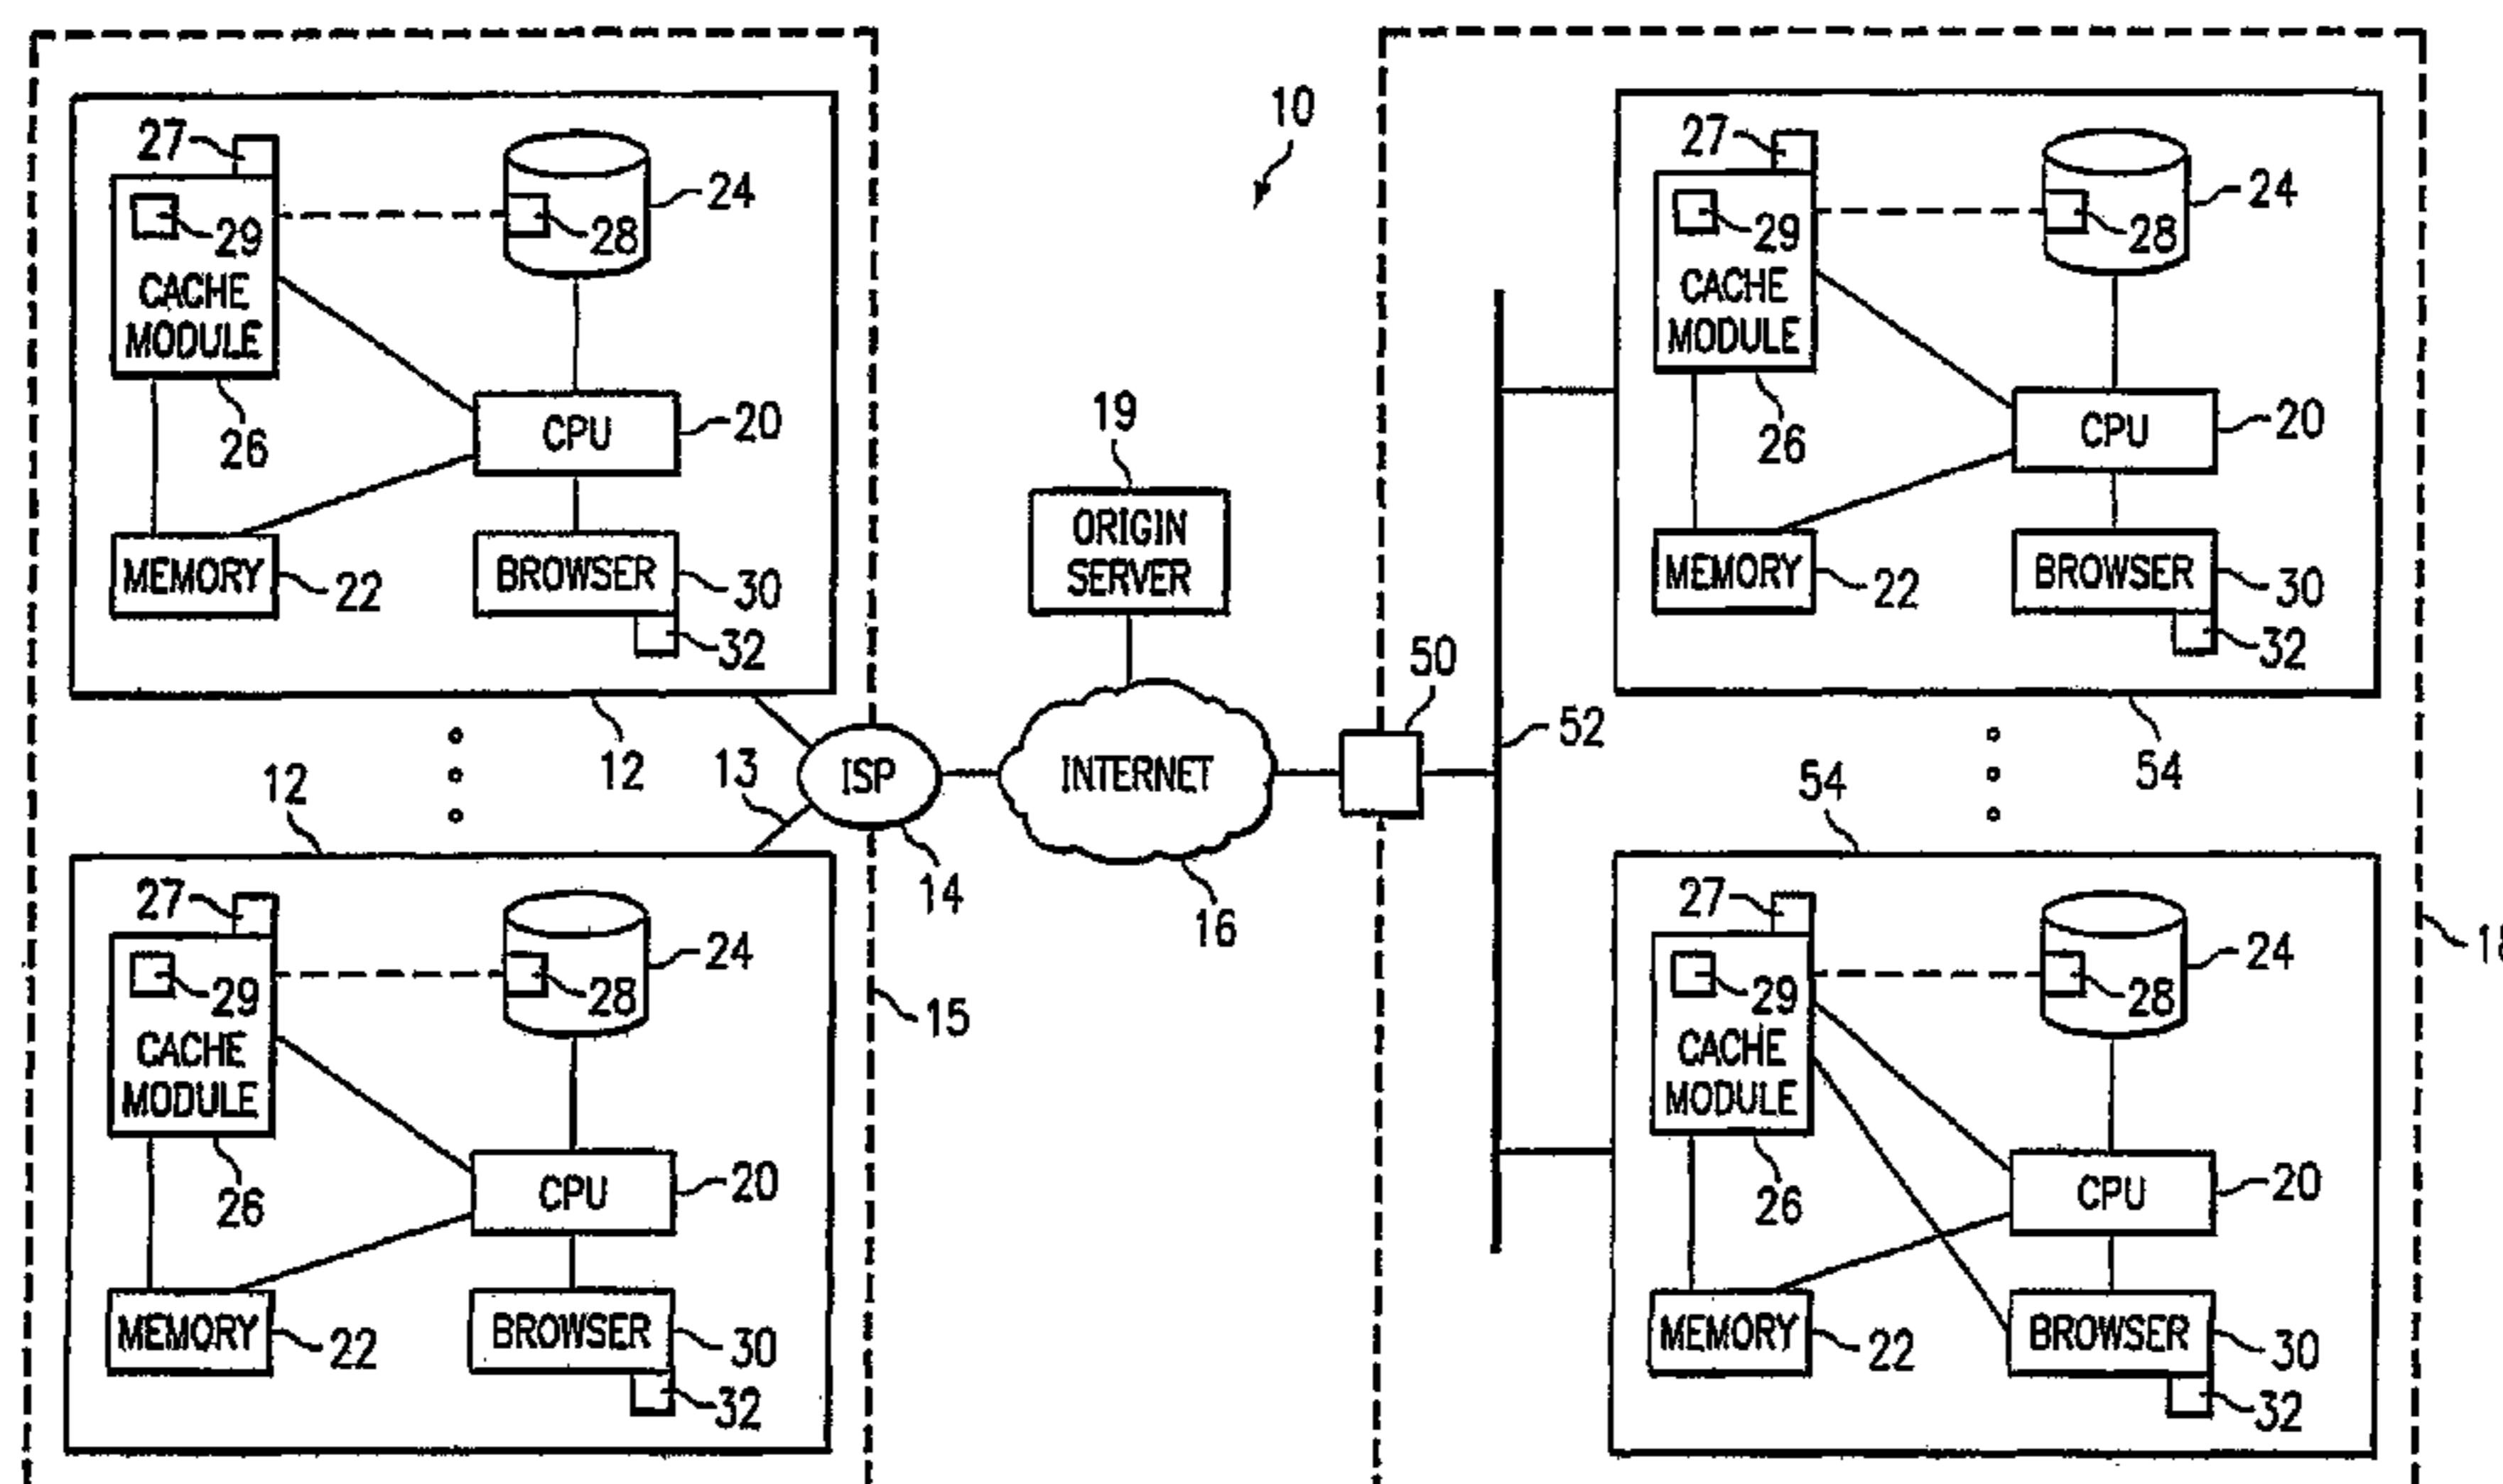 10
27
24
29
28
CACHE
MODULE
26
CPU
20
MEMORY
22
BROWSER
30
32
12
27
24
29
28
CACHE
MODULE
26
CPU
20
MEMORY
22
BROWSER
30
32
54
19
ORIGIN
SERVER
50
52
12
13
ISP
14
INTERNET
16
54
15
27
24
29
28
CACHE
MODULE
26
CPU
20
MEMORY
22
BROWSER
30
32
27
24
29
28
CACHE
MODULE
26
CPU
20
MEMORY
22
BROWSER
30
32